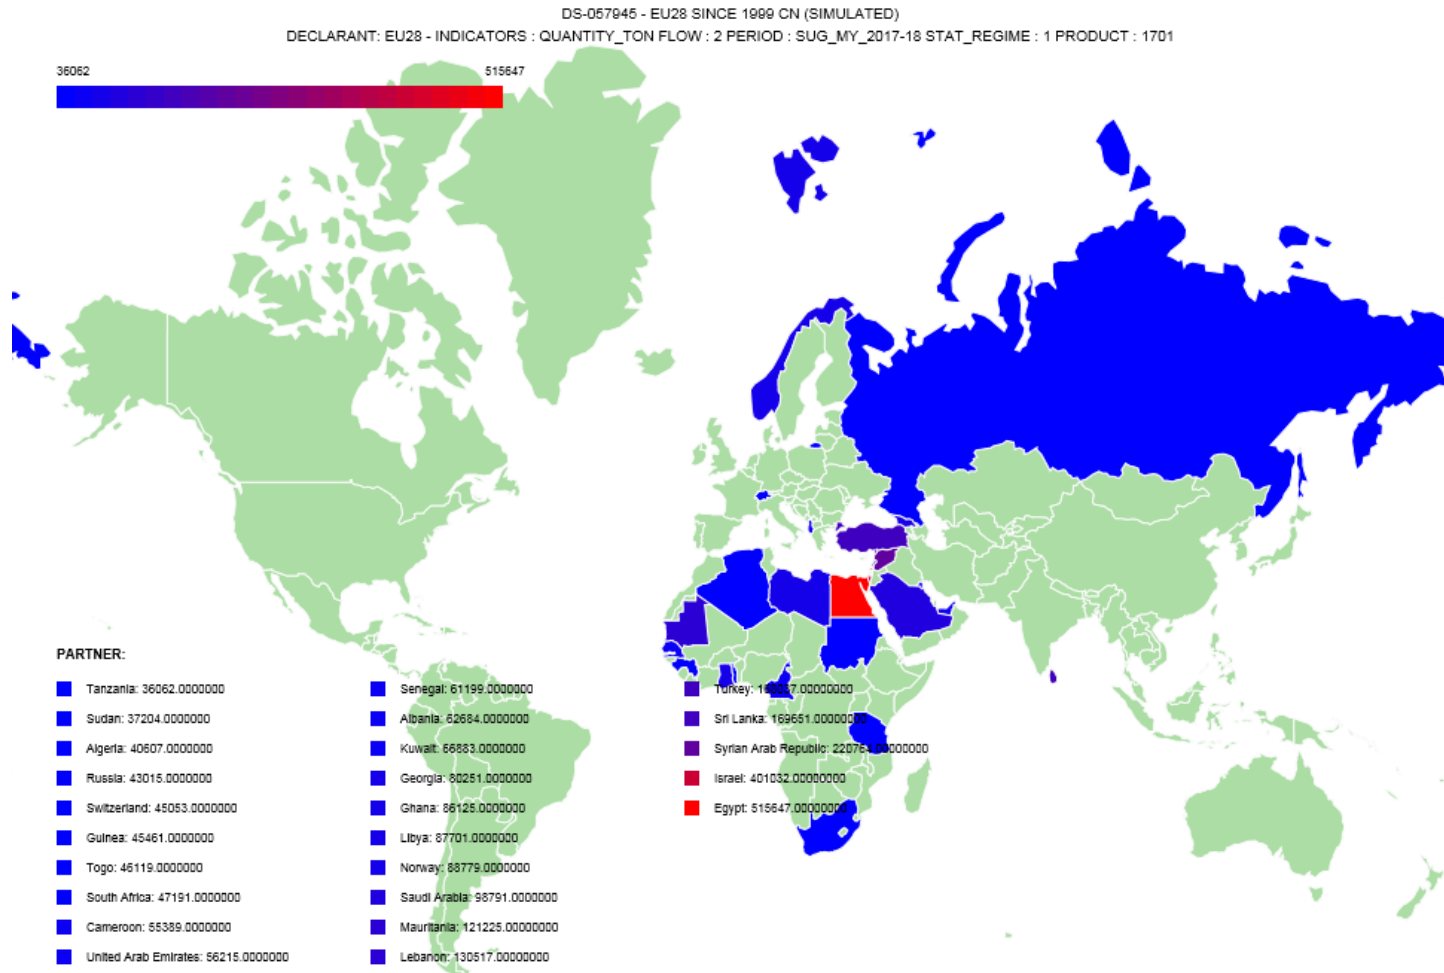 DS-057945 - EU28 SINCE 1999 CN (SIMULATED)
DECLARANT: EU28 - INDICATORS : QUANTITY_TON FLOW : 2 PERIOD : SUG_MY_2017-18 STAT_REGIME : 1 PRODUCT : 1701
36062 515647
PARTNER:
Tanzania: 36062.0000000
Sudan: 37204.0000000
Algeria: 40607.0000000
Russia: 43015.0000000
Switzerland: 45053.0000000
Guinea: 45461.0000000
Togo: 46119.0000000
South Africa: 47191.0000000
Cameroon: 55389.0000000
United Arab Emirates: 56215.0000000
Senegal: 61199.0000000
Albania: 62684.0000000
Kuwait: 66883.0000000
Georgia: 80251.0000000
Ghana: 86125.0000000
Libya: 87701.0000000
Norway: 88779.0000000
Saudi Arabia: 98791.0000000
Mauritania: 121225.00000000
Lebanon: 130517.00000000
Turkey:
Sri Lanka: 169651.00000000
Syrian Arab Republic: 220764.00000000
Israel: 401032.00000000
Egypt: 515647.00000000